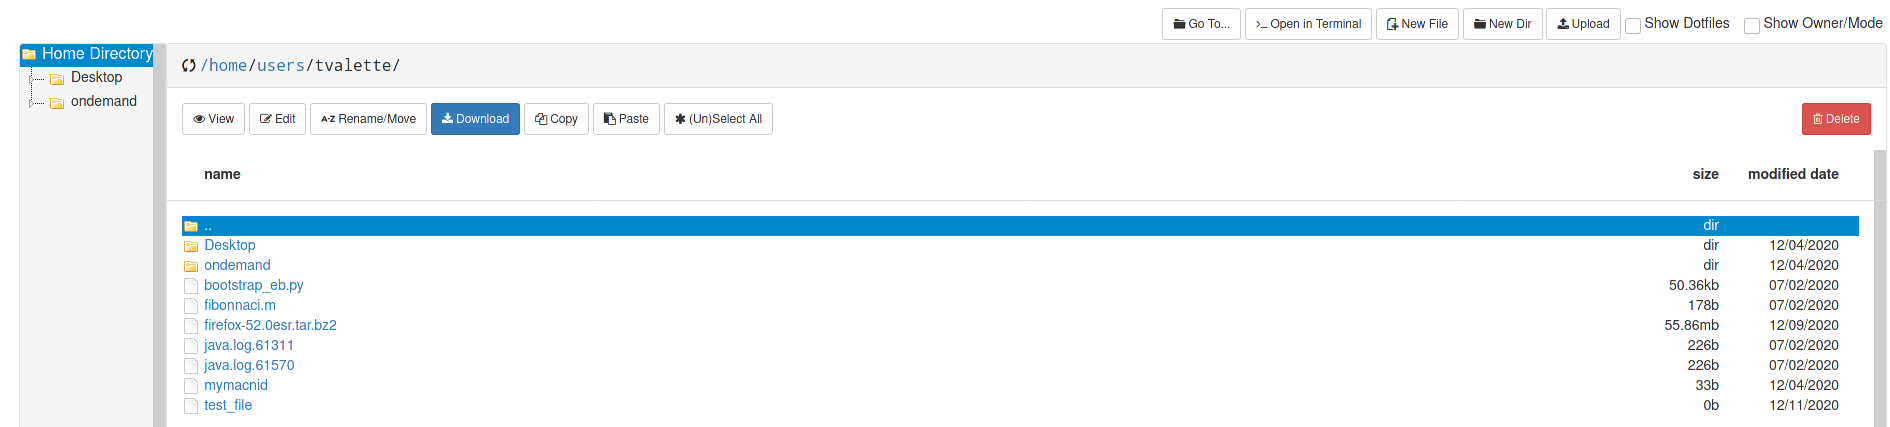 Go To... >_ Open in Terminal New File New Dir Upload Show Dotfiles Show Owner/Mode
Home Directory
Desktop
ondemand
/home/users/tvalette/
View Edit A-Z Rename/Move Download Copy Paste ✱ (Un)Select All Delete
name size modified date
.. dir
Desktop dir 12/04/2020
ondemand dir 12/04/2020
bootstrap_eb.py 50.36kb 07/02/2020
fibonnaci.m 178b 07/02/2020
firefox-52.0esr.tar.bz2 55.86mb 12/09/2020
java.log.61311 226b 07/02/2020
java.log.61570 226b 07/02/2020
mymacnid 33b 12/04/2020
test_file 0b 12/11/2020